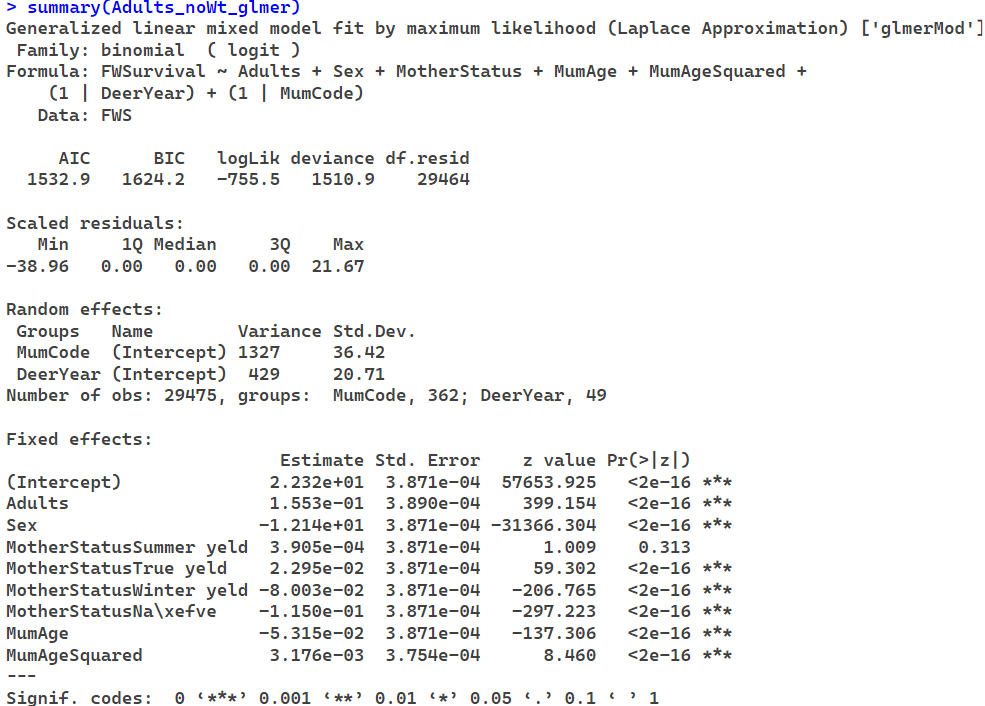 > summary(Adults_noWt_glmer)
Generalized linear mixed model fit by maximum likelihood (Laplace Approximation) ['glmerMod']
 Family: binomial  ( logit )
Formula: FWSurvival ~ Adults + Sex + MotherStatus + MumAge + MumAgeSquared +
    (1 | DeerYear) + (1 | MumCode)
   Data: FWS
     AIC      BIC   logLik deviance df.resid
  1532.9   1624.2   -755.5   1510.9    29464
Scaled residuals:
   Min     1Q Median     3Q    Max
-38.96   0.00   0.00   0.00  21.67
Random effects:
 Groups   Name        Variance Std.Dev.
 MumCode  (Intercept) 1327     36.42
 DeerYear (Intercept)  429     20.71
Number of obs: 29475, groups:  MumCode, 362; DeerYear, 49
Fixed effects:
                          Estimate Std. Error    z value Pr(>|z|)
(Intercept)              2.232e+01  3.871e-04  57653.925   <2e-16 ***
Adults                   1.553e-01  3.890e-04    399.154   <2e-16 ***
Sex                     -1.214e+01  3.871e-04 -31366.304   <2e-16 ***
MotherStatusSummer yeld  3.905e-04  3.871e-04      1.009    0.313
MotherStatusTrue yeld    2.295e-02  3.871e-04     59.302   <2e-16 ***
MotherStatusWinter yeld -8.003e-02  3.871e-04   -206.765   <2e-16 ***
MotherStatusNa\xefve    -1.150e-01  3.871e-04   -297.223   <2e-16 ***
MumAge                  -5.315e-02  3.871e-04   -137.306   <2e-16 ***
MumAgeSquared            3.176e-03  3.754e-04      8.460   <2e-16 ***
---
Signif. codes:  0 ‘***’ 0.001 ‘**’ 0.01 ‘*’ 0.05 ‘.’ 0.1 ‘ ’ 1